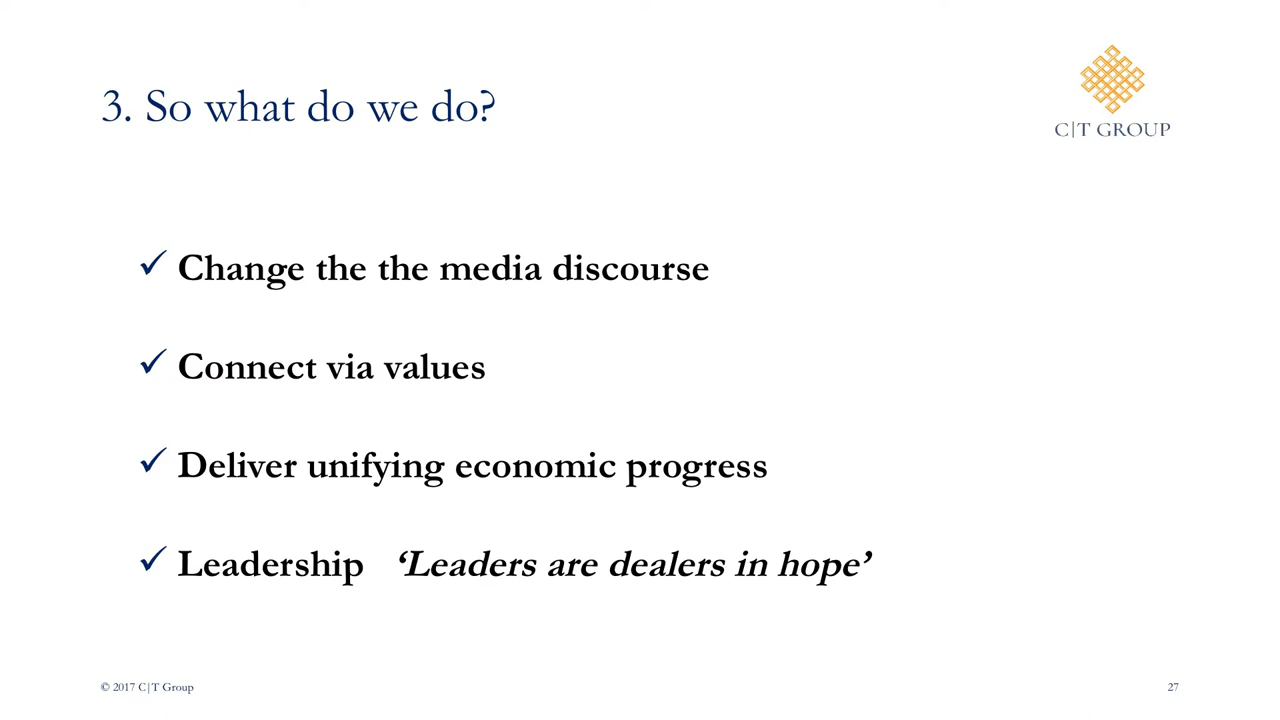 3. So what do we do?
C|T GROUP
✓ Change the the media discourse
✓ Connect via values
✓ Deliver unifying economic progress
✓ Leadership ‘Leaders are dealers in hope’
© 2017 C|T Group
27